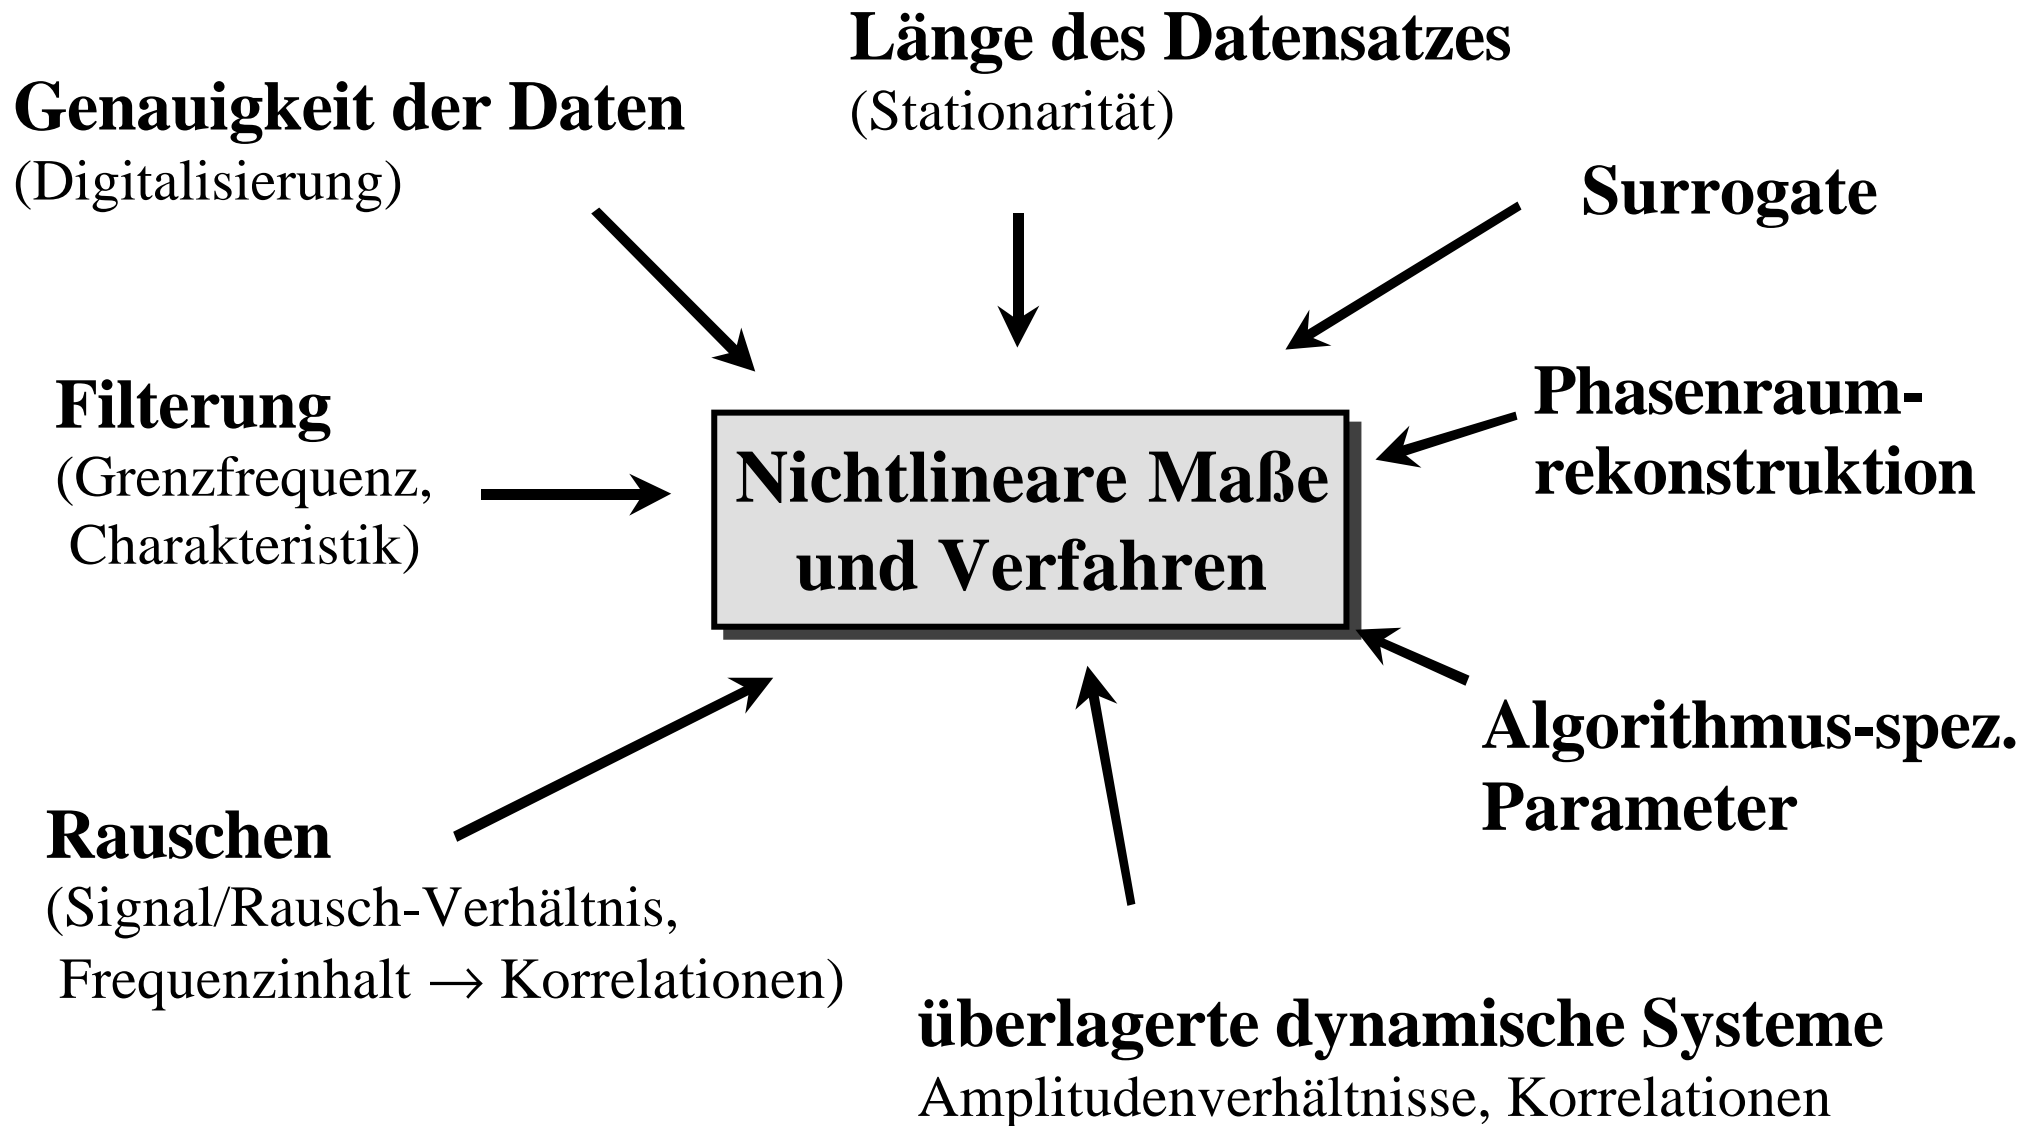 Länge des Datensatzes
(Stationarität)
Genauigkeit der Daten
(Digitalisierung)
Surrogate
Filterung
(Grenzfrequenz,
Charakteristik)
Nichtlineare Maße
und Verfahren
Phasenraum-
rekonstruktion
Algorithmus-spez.
Parameter
Rauschen
(Signal/Rausch-Verhältnis,
Frequenzinhalt → Korrelationen)
überlagerte dynamische Systeme
Amplitudenverhältnisse, Korrelationen